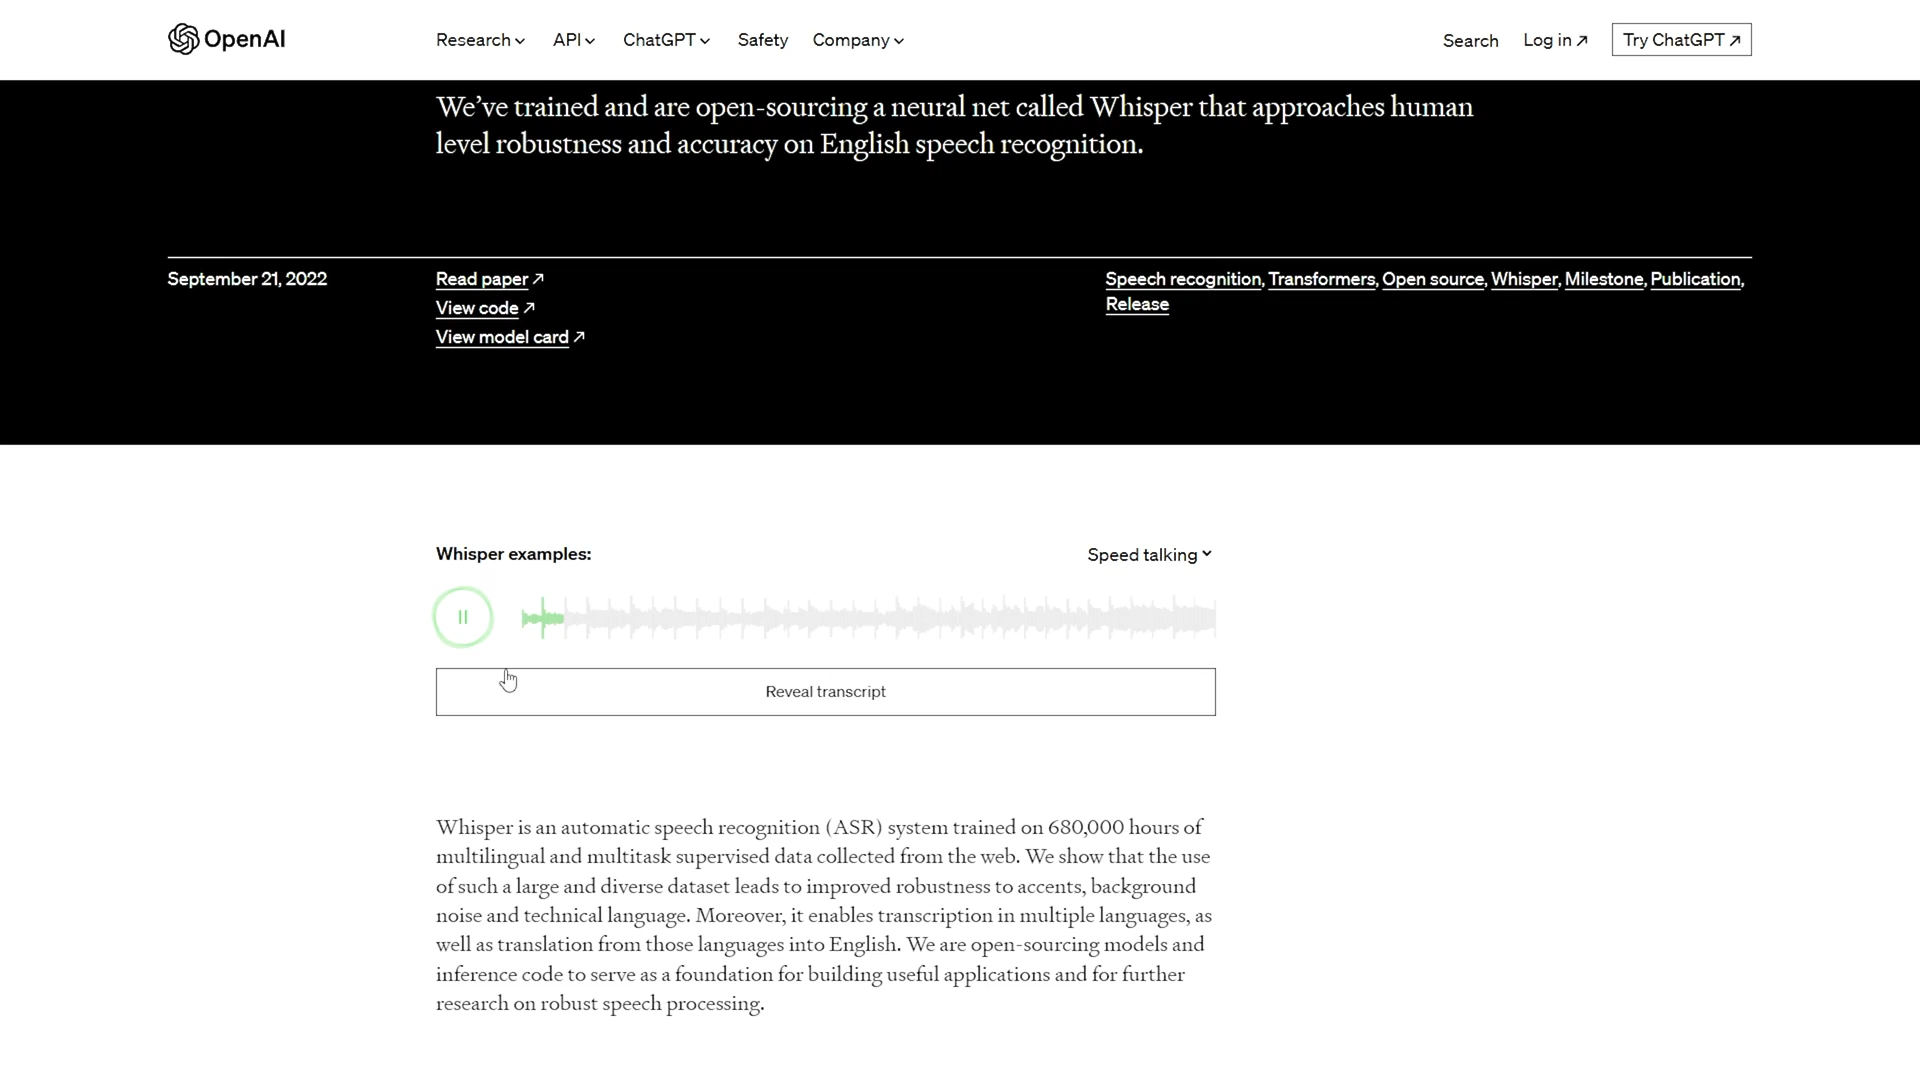 OpenAI
Research
API
ChatGPT
Safety
Company
Search
Log in ↗
Try ChatGPT ↗
We’ve trained and are open-sourcing a neural net called Whisper that approaches human
level robustness and accuracy on English speech recognition.
September 21, 2022
Read paper ↗
View code ↗
View model card ↗
Speech recognition, Transformers, Open source, Whisper, Milestone, Publication,
Release
Whisper examples:
Speed talking
Reveal transcript
Whisper is an automatic speech recognition (ASR) system trained on 680,000 hours of
multilingual and multitask supervised data collected from the web. We show that the use
of such a large and diverse dataset leads to improved robustness to accents, background
noise and technical language. Moreover, it enables transcription in multiple languages, as
well as translation from those languages into English. We are open-sourcing models and
inference code to serve as a foundation for building useful applications and for further
research on robust speech processing.